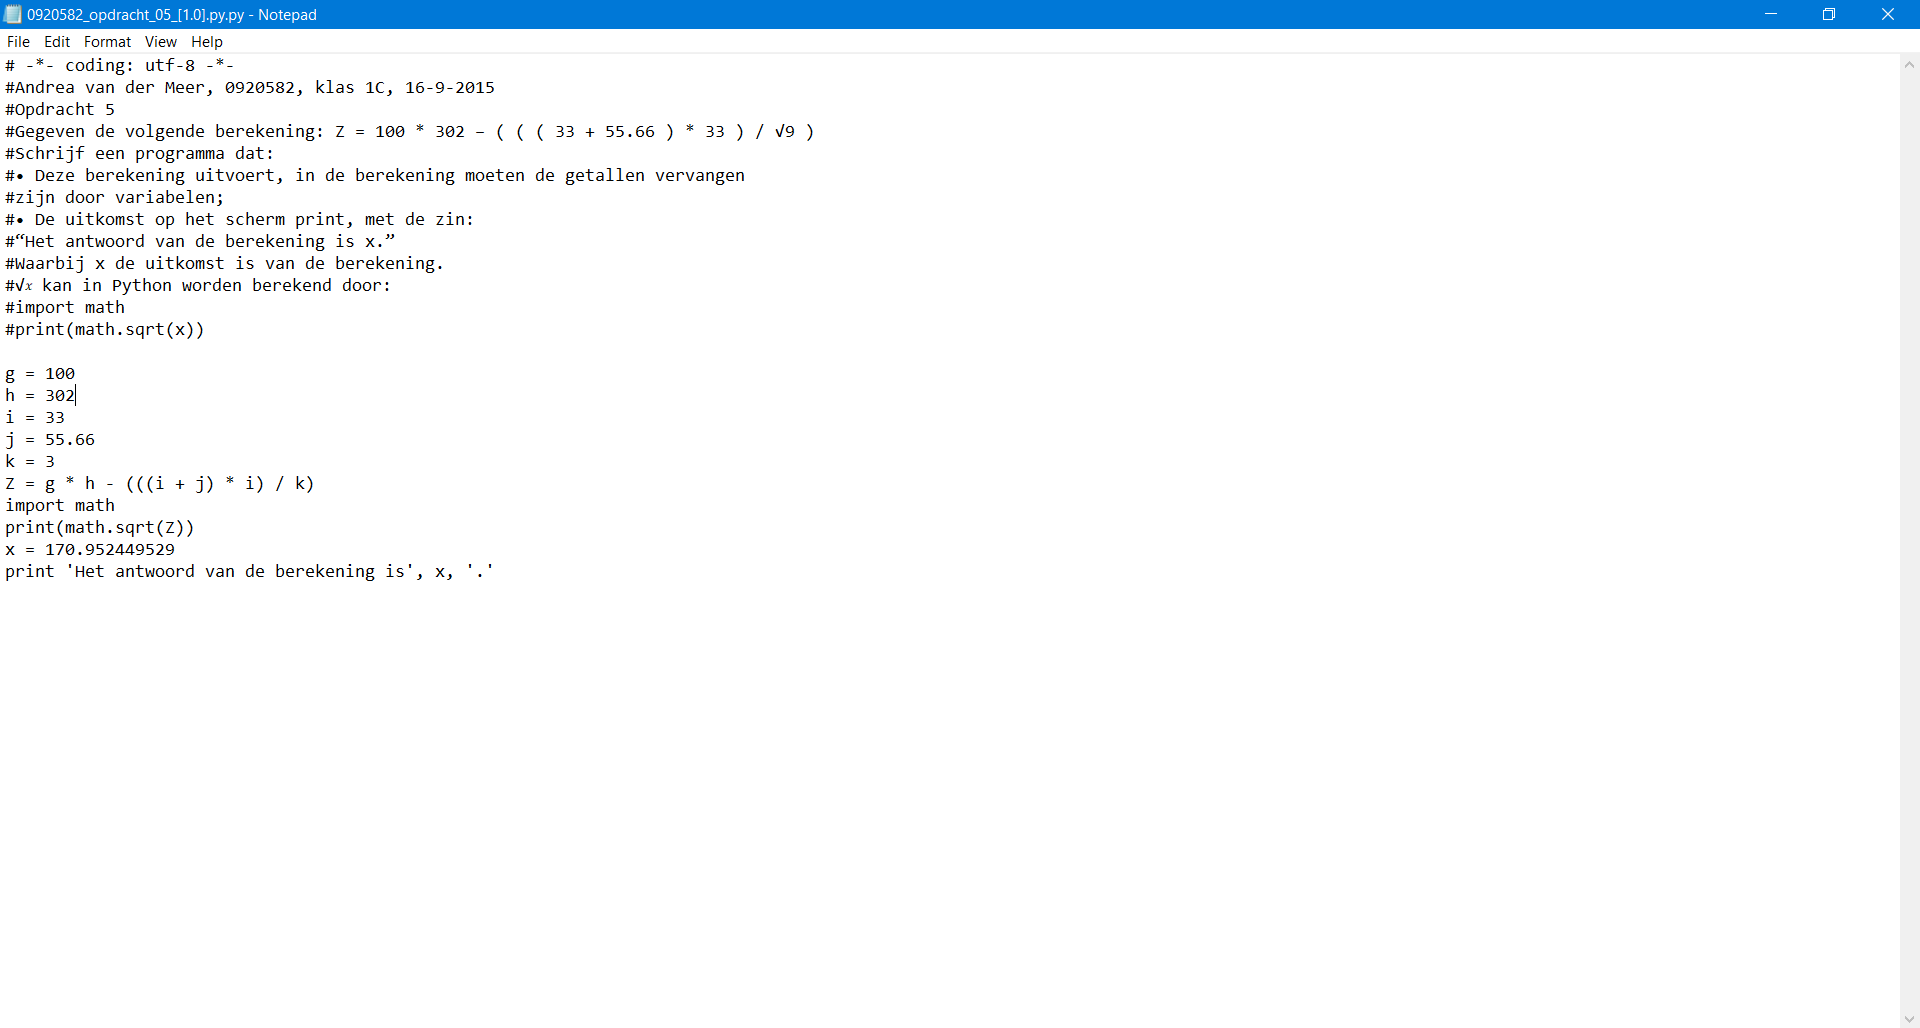 0920582_opdracht_05_[1.0].py.py - Notepad
File Edit Format View Help
# -*- coding: utf-8 -*-
#Andrea van der Meer, 0920582, klas 1C, 16-9-2015
#Opdracht 5
#Gegeven de volgende berekening: Z = 100 * 302 – ( ( ( 33 + 55.66 ) * 33 ) / √9 )
#Schrijf een programma dat:
#• Deze berekening uitvoert, in de berekening moeten de getallen vervangen
#zijn door variabelen;
#• De uitkomst op het scherm print, met de zin:
#“Het antwoord van de berekening is x.”
#Waarbij x de uitkomst is van de berekening.
#√𝑥 kan in Python worden berekend door:
#import math
#print(math.sqrt(x))

g = 100
h = 302
i = 33
j = 55.66
k = 3
Z = g * h - (((i + j) * i) / k)
import math
print(math.sqrt(Z))
x = 170.952449529
print 'Het antwoord van de berekening is', x, '.'